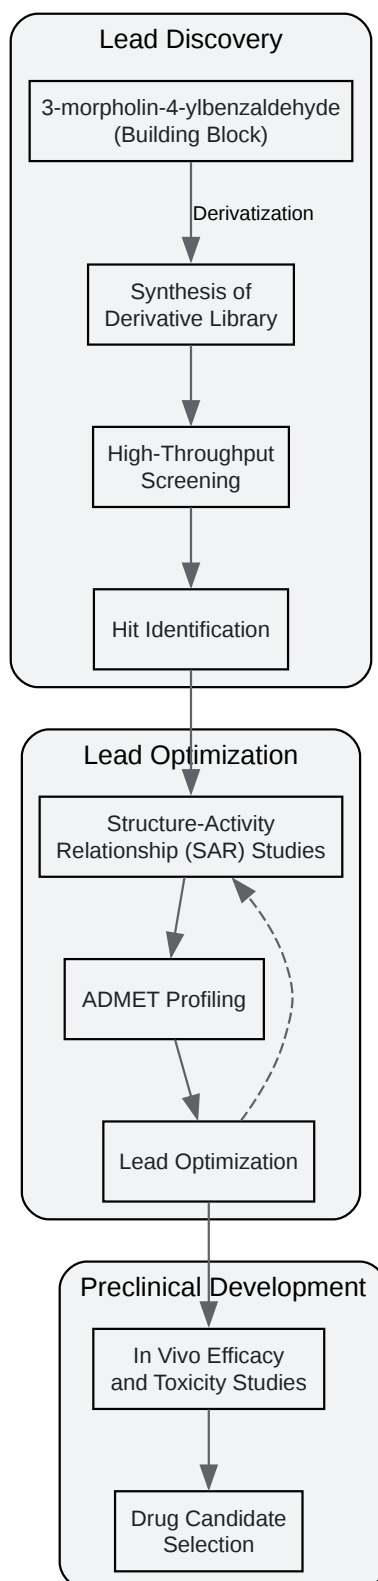 Lead Discovery
3-morpholin-4-ylbenzaldehyde
(Building Block)
Derivatization
Synthesis of
Derivative Library
High-Throughput
Screening
Hit Identification
Lead Optimization
Structure-Activity
Relationship (SAR) Studies
ADMET Profiling
Lead Optimization
Preclinical Development
In Vivo Efficacy
and Toxicity Studies
Drug Candidate
Selection